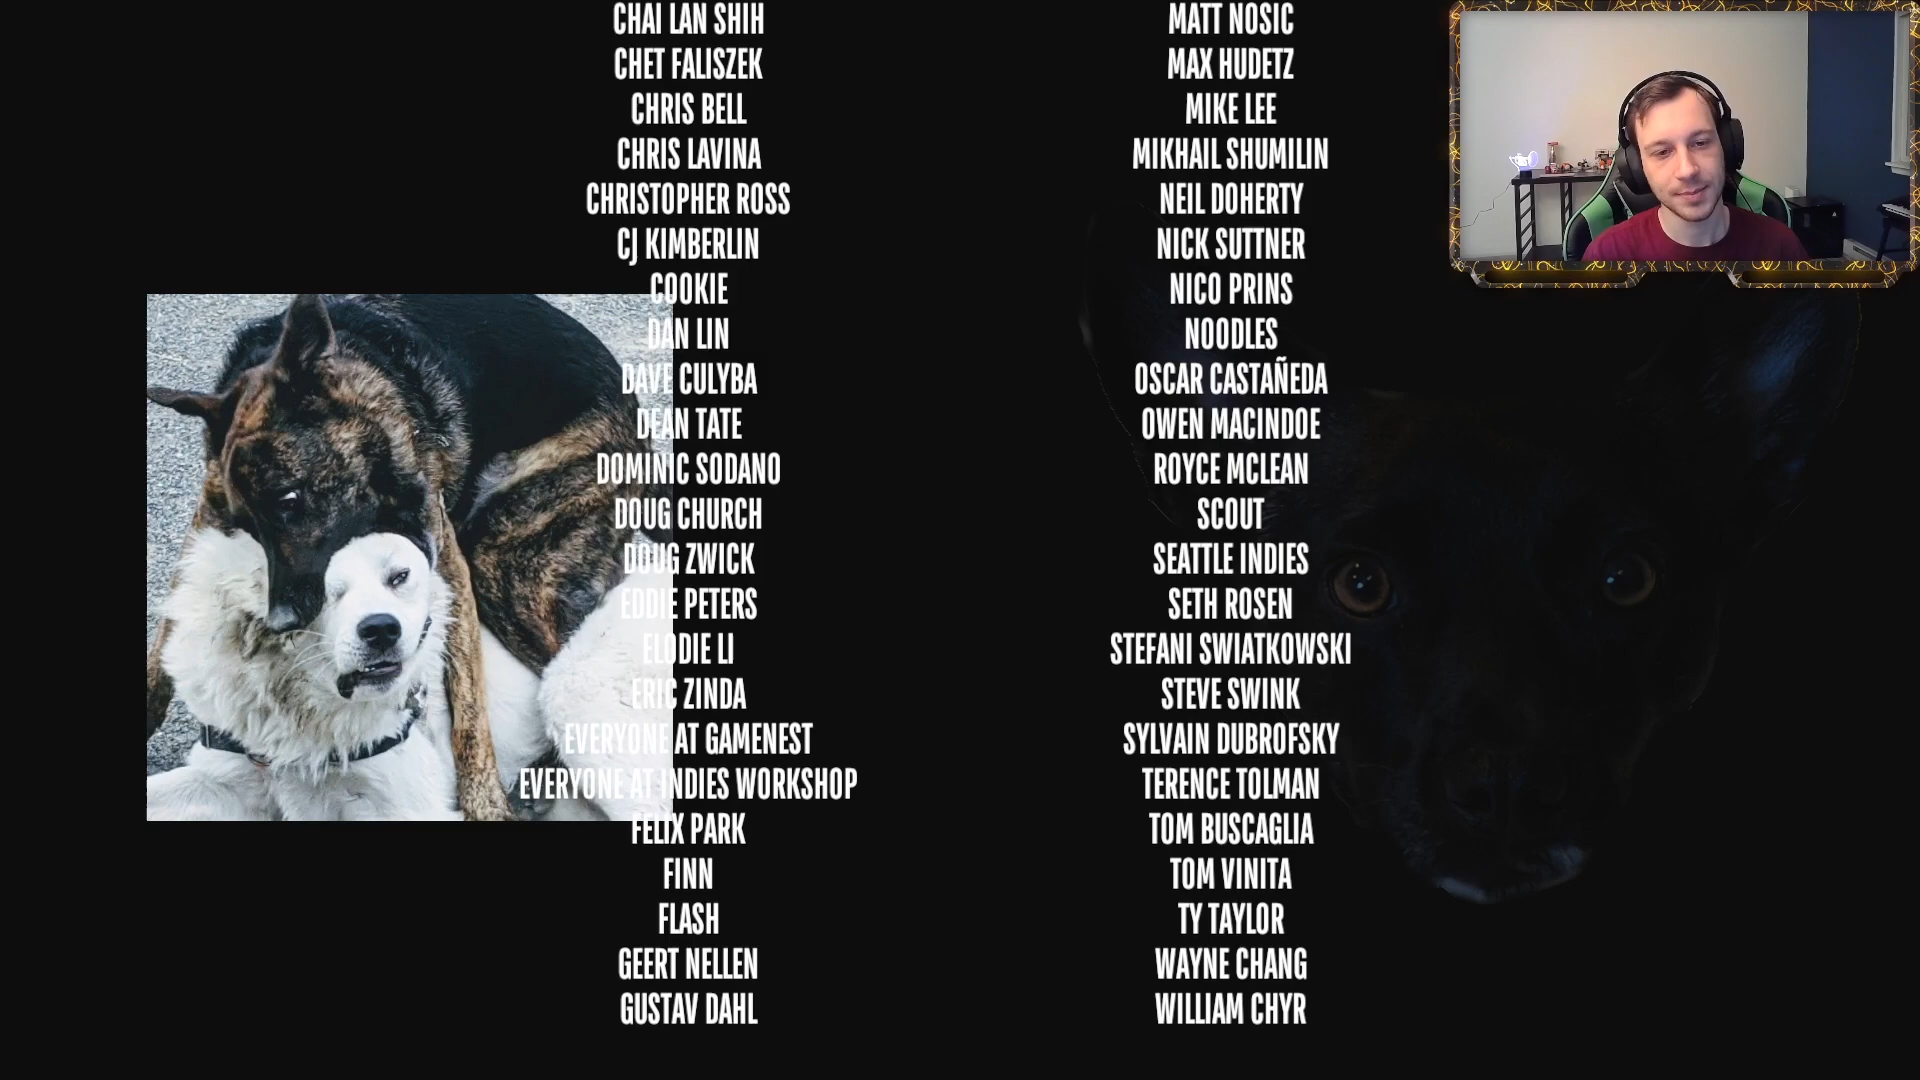 CHAI LAN SHIH
CHET FALISZEK
CHRIS BELL
CHRIS LAVINA
CHRISTOPHER ROSS
CJ KIMBERLIN
COOKIE
DAN LIN
DAVE CULYBA
DEAN TATE
DOMINIC SODANO
DOUG CHURCH
DOUG ZWICK
EDDIE PETERS
ELODIE LI
ERIC ZINDA
EVERYONE AT GAMENEST
EVERYONE AT INDIES WORKSHOP
FELIX PARK
FINN
FLASH
GEERT NELLEN
GUSTAV DAHL
MATT NOSIC
MAX HUDETZ
MIKE LEE
MIKHAIL SHUMILIN
NEIL DOHERTY
NICK SUTTNER
NICO PRINS
NOODLES
OSCAR CASTAÑEDA
OWEN MACINDOE
ROYCE MCLEAN
SCOUT
SEATTLE INDIES
SETH ROSEN
STEFANI SWIATKOWSKI
STEVE SWINK
SYLVAIN DUBROFSKY
TERENCE TOLMAN
TOM BUSCAGLIA
TOM VINITA
TY TAYLOR
WAYNE CHANG
WILLIAM CHYR